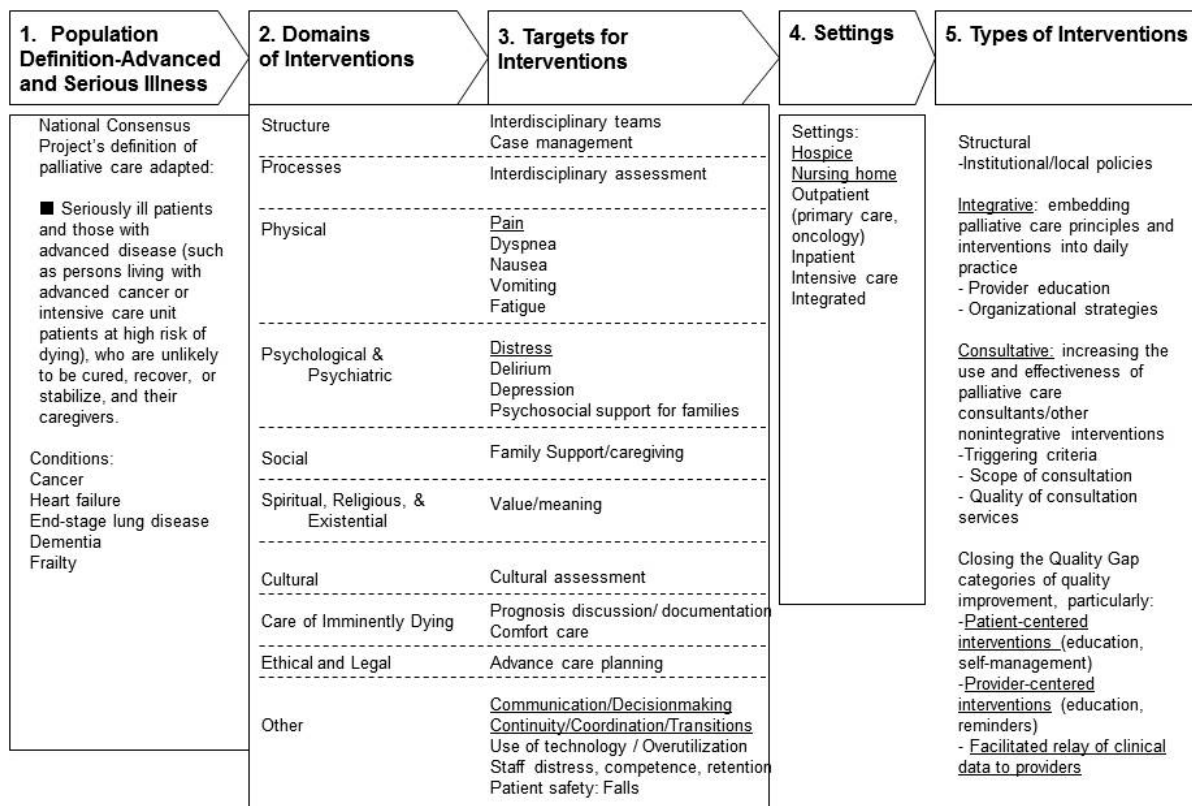 1. Population
Definition-Advanced
and Serious Illness
National Consensus
Project's definition of
palliative care adapted:
■ Seriously ill patients
and those with
advanced disease (such
as persons living with
advanced cancer or
intensive care unit
patients at high risk of
dying), who are unlikely
to be cured, recover, or
stabilize, and their
caregivers.
Conditions:
Cancer
Heart failure
End-stage lung disease
Dementia
Frailty
2. Domains
of Interventions
3. Targets for
Interventions
Structure
Interdisciplinary teams
Case management
Processes
Interdisciplinary assessment
Physical
Pain
Dyspnea
Nausea
Vomiting
Fatigue
Psychological &
Psychiatric
Distress
Delirium
Depression
Psychosocial support for families
Social
Family Support/caregiving
Spiritual, Religious, &
Existential
Value/meaning
Cultural
Cultural assessment
Care of Imminently Dying
Prognosis discussion/ documentation
Comfort care
Ethical and Legal
Advance care planning
Other
Communication/Decisionmaking
Continuity/Coordination/Transitions
Use of technology / Overutilization
Staff distress, competence, retention
Patient safety: Falls
4. Settings
Settings:
Hospice
Nursing home
Outpatient
(primary care,
oncology)
Inpatient
Intensive care
Integrated
5. Types of Interventions
Structural
-Institutional/local policies
Integrative: embedding
palliative care principles and
interventions into daily
practice
- Provider education
- Organizational strategies
Consultative: increasing the
use and effectiveness of
palliative care
consultants/other
nonintegrative interventions
-Triggering criteria
- Scope of consultation
- Quality of consultation
services
Closing the Quality Gap
categories of quality
improvement, particularly:
-Patient-centered
interventions (education,
self-management)
-Provider-centered
interventions (education,
reminders)
- Facilitated relay of clinical
data to providers